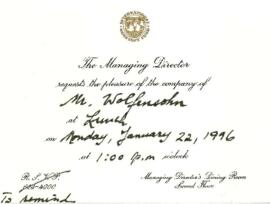 The Managing Director
requests the pleasure of the company of
Mr. Wolfensohn
at Lunch
on Monday, January 22, 1996
at 1:00 p.m o'clock
R.S.V.P.
Managing Director's Dining Room
Second Floor
To remind